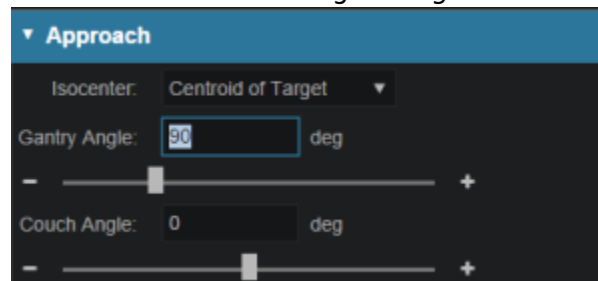 ▼ Approach
Isocenter: Centroid of Target ▼
Gantry Angle: 90 deg
- +
Couch Angle: 0 deg
- +